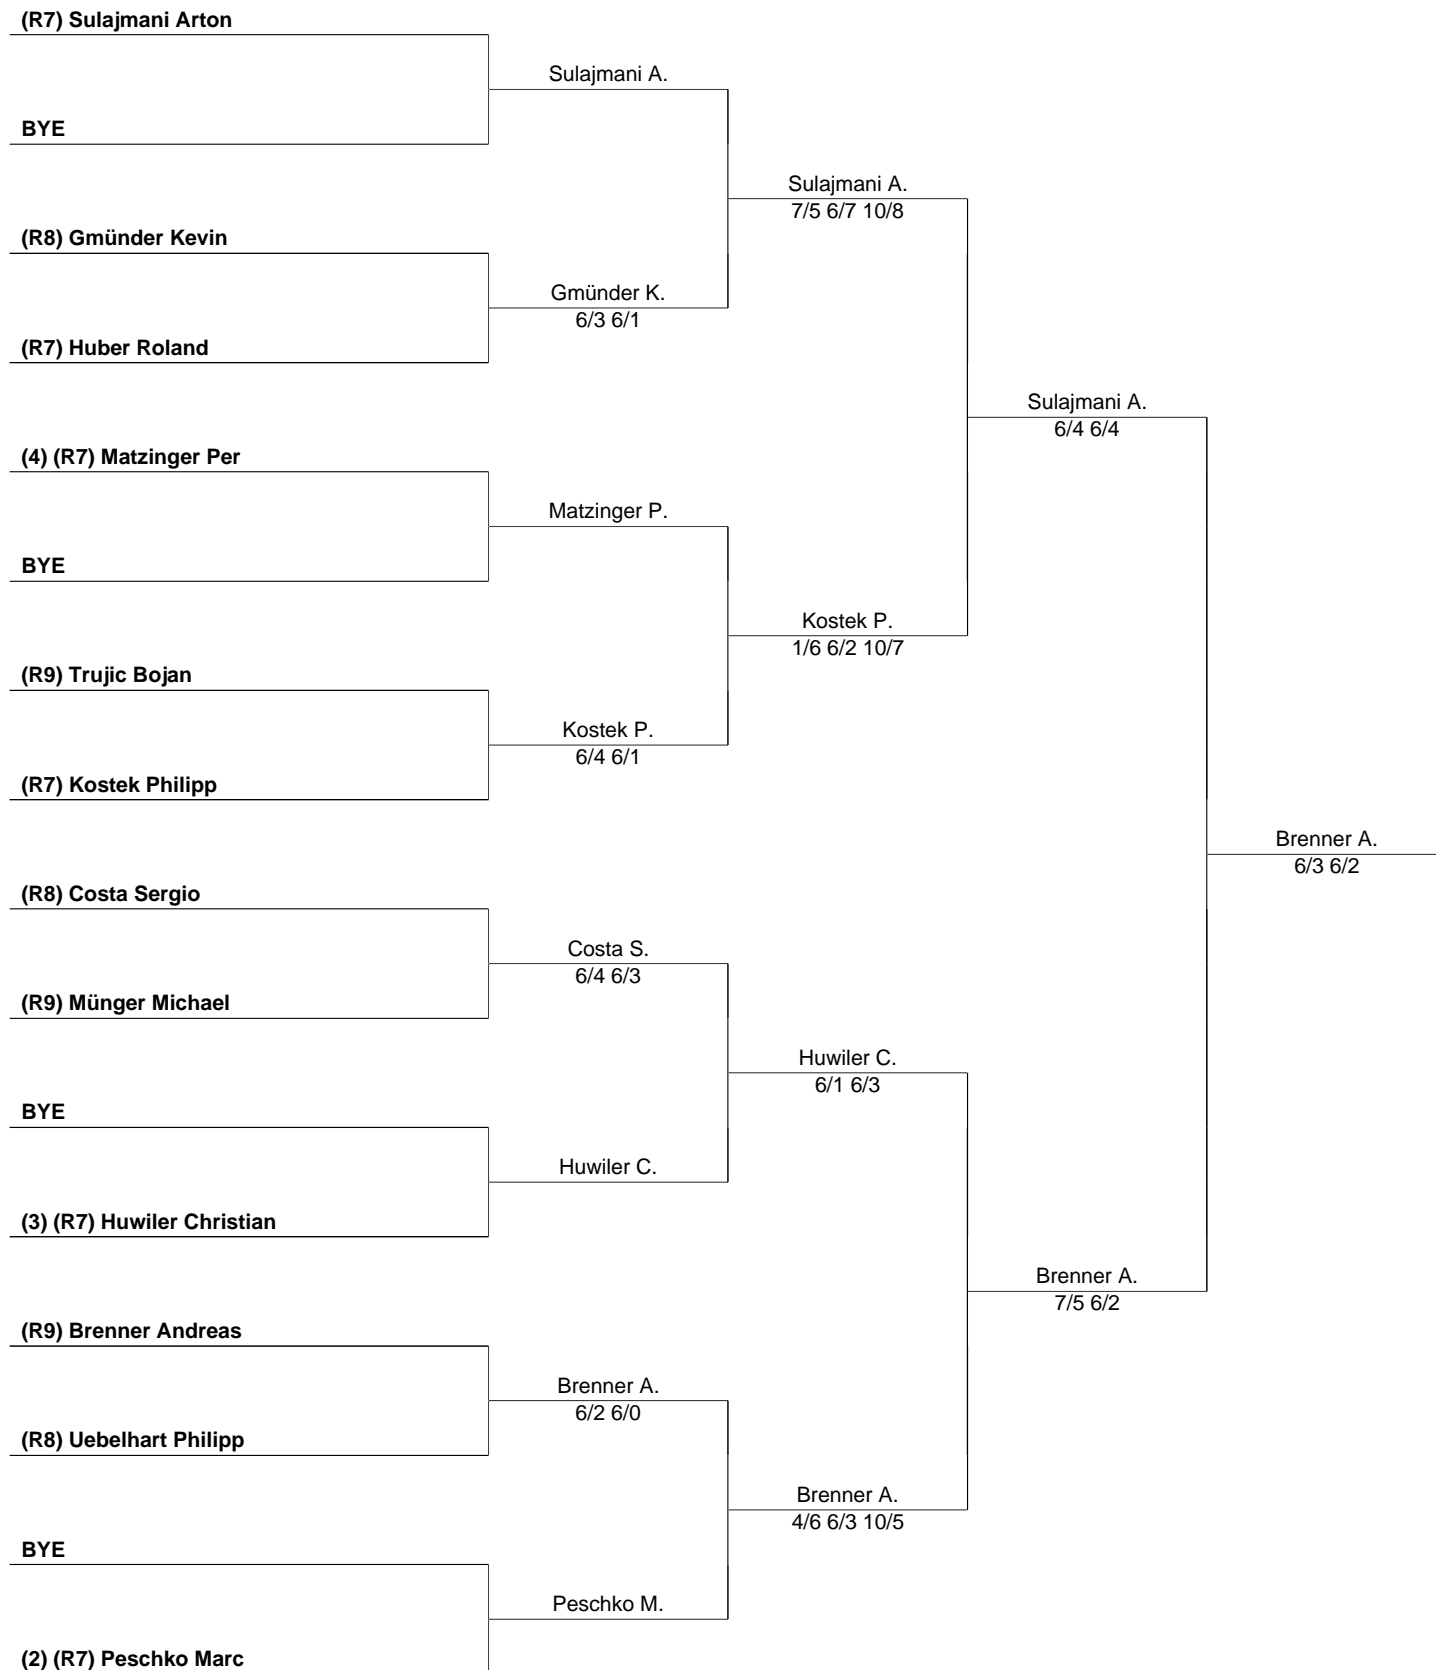 (R7) Sulajmani Arton
Sulajmani A.
BYE
Sulajmani A.
7/5 6/7 10/8
(R8) Gmünder Kevin
Gmünder K.
6/3 6/1
(R7) Huber Roland
Sulajmani A.
6/4 6/4
(4) (R7) Matzinger Per
Matzinger P.
BYE
Kostek P.
1/6 6/2 10/7
(R9) Trujic Bojan
Kostek P.
6/4 6/1
(R7) Kostek Philipp
Brenner A.
6/3 6/2
(R8) Costa Sergio
Costa S.
6/4 6/3
(R9) Münger Michael
Huwiler C.
6/1 6/3
BYE
Huwiler C.
(3) (R7) Huwiler Christian
Brenner A.
7/5 6/2
(R9) Brenner Andreas
Brenner A.
6/2 6/0
(R8) Uebelhart Philipp
Brenner A.
4/6 6/3 10/5
BYE
Peschko M.
(2) (R7) Peschko Marc